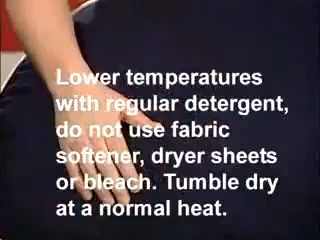 Lower temperatures
with regular detergent,
do not use fabric
softener, dryer sheets
or bleach. Tumble dry
at a normal heat.